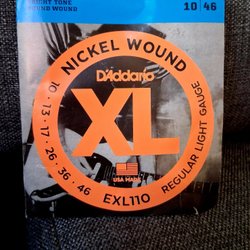 BRIGHT TONE
ROUND WOUND
10 46
NICKEL WOUND
D'Addario
XL
USA MADE
10 · 13 · 17 · 26 · 36 · 46
EXL110
REGULAR LIGHT GAUGE